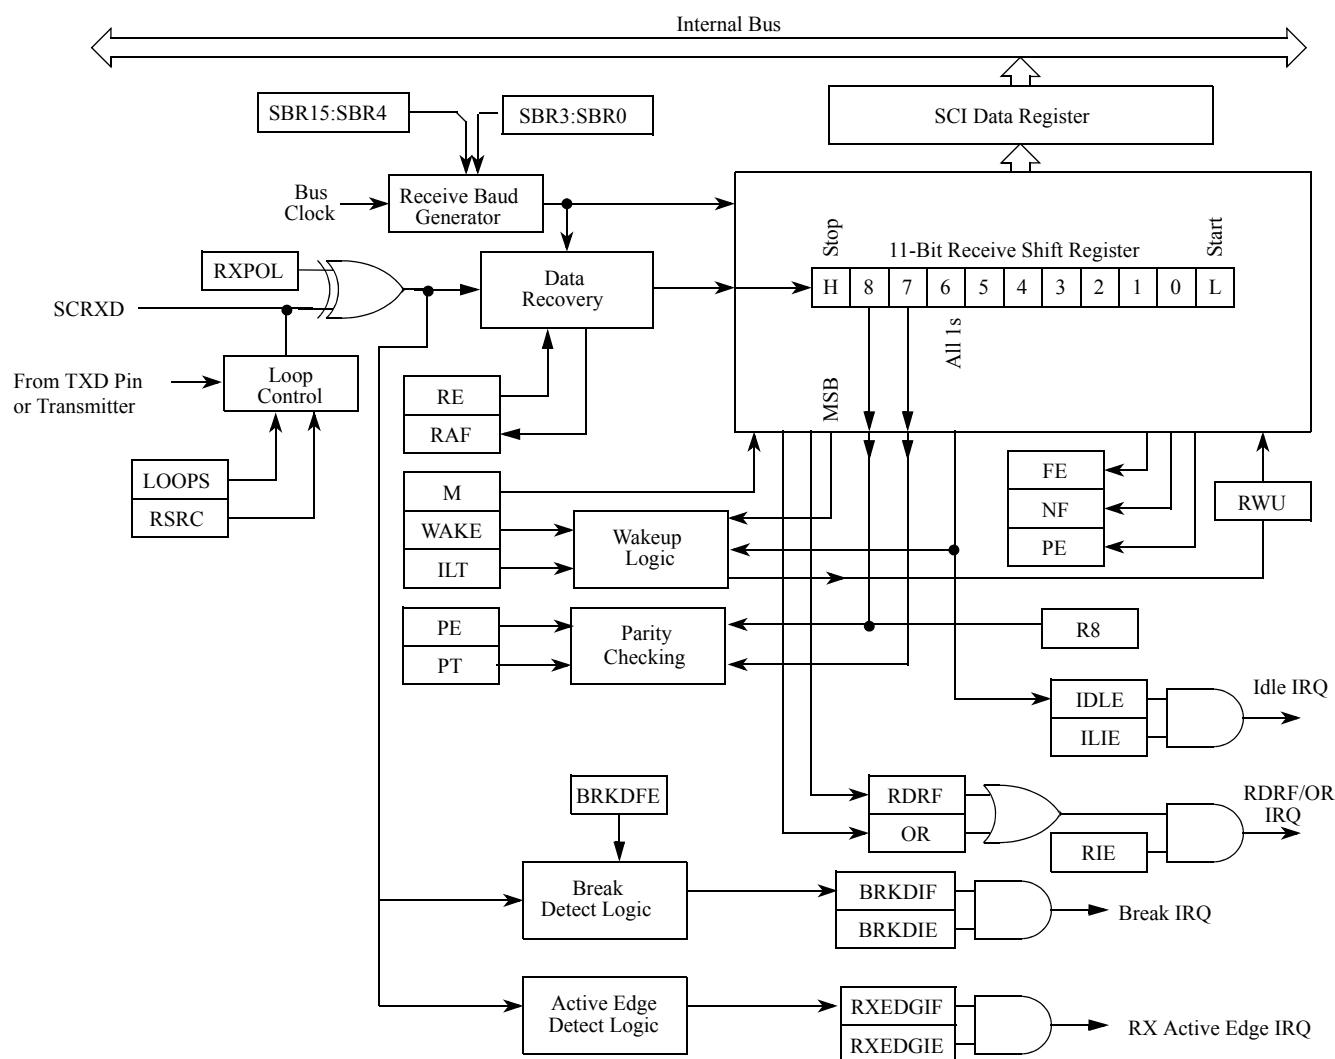 Internal Bus
SBR15:SBR4
SBR3:SBR0
SCI Data Register
Bus
Clock
Receive Baud
Generator
RXPOL
SCRXD
Data
Recovery
Stop
11-Bit Receive Shift Register
Start
H 8 7 6 5 4 3 2 1 0 L
All 1s
MSB
From TXD Pin
or Transmitter
Loop
Control
RE
RAF
LOOPS
RSRC
M
WAKE
ILT
Wakeup
Logic
FE
NF
PE
RWU
PE
PT
Parity
Checking
R8
IDLE
ILIE
Idle IRQ
BRKDFE
RDRF
OR
RIE
RDRF/OR
IRQ
Break
Detect Logic
BRKDIF
BRKDIE
Break IRQ
Active Edge
Detect Logic
RXEDGIF
RXEDGIE
RX Active Edge IRQ